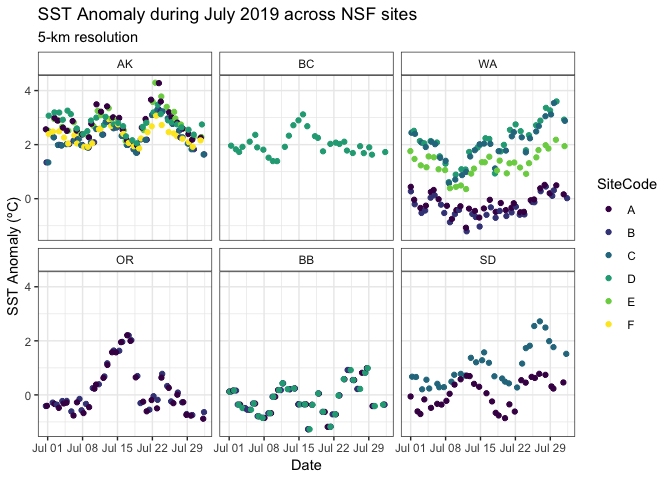 SST Anomaly during July 2019 across NSF sites
5-km resolution
AK BC WA
4
2
0
OR BB SD
4
2
0
SST Anomaly (°C)
Jul 01 Jul 08 Jul 15 Jul 22 Jul 29 Jul 01 Jul 08 Jul 15 Jul 22 Jul 29 Jul 01 Jul 08 Jul 15 Jul 22 Jul 29
Date
SiteCode
A
B
C
D
E
F